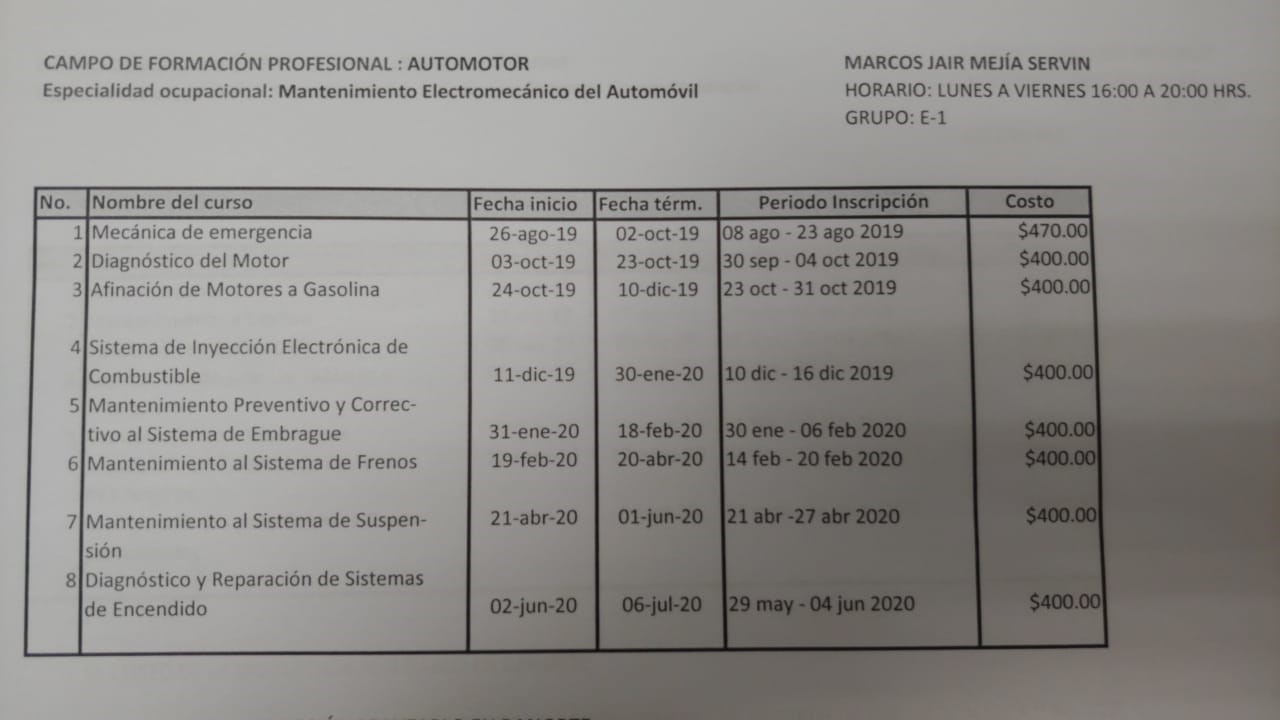 CAMPO DE FORMACIÓN PROFESIONAL : AUTOMOTOR
Especialidad ocupacional: Mantenimiento Electromecánico del Automóvil
MARCOS JAIR MEJÍA SERVIN
HORARIO: LUNES A VIERNES 16:00 A 20:00 HRS.
GRUPO: E-1
No. Nombre del curso Fecha inicio Fecha térm. Periodo Inscripción Costo
1 Mecánica de emergencia 26-ago-19 02-oct-19 08 ago - 23 ago 2019 $470.00
2 Diagnóstico del Motor 03-oct-19 23-oct-19 30 sep - 04 oct 2019 $400.00
3 Afinación de Motores a Gasolina 24-oct-19 10-dic-19 23 oct - 31 oct 2019 $400.00
4 Sistema de Inyección Electrónica de
Combustible 11-dic-19 30-ene-20 10 dic - 16 dic 2019 $400.00
5 Mantenimiento Preventivo y Correc-
tivo al Sistema de Embrague 31-ene-20 18-feb-20 30 ene - 06 feb 2020 $400.00
6 Mantenimiento al Sistema de Frenos 19-feb-20 20-abr-20 14 feb - 20 feb 2020 $400.00
7 Mantenimiento al Sistema de Suspen- 21-abr-20 01-jun-20 21 abr -27 abr 2020 $400.00
sión
8 Diagnóstico y Reparación de Sistemas
de Encendido 02-jun-20 06-jul-20 29 may - 04 jun 2020 $400.00